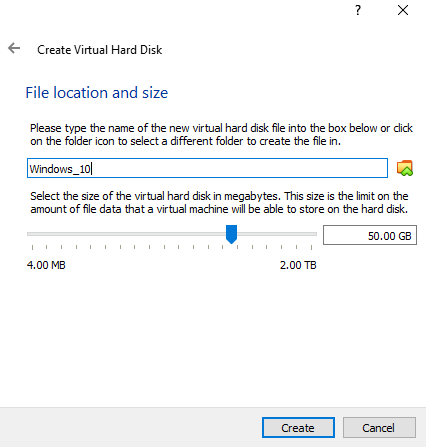 ?
Create Virtual Hard Disk
File location and size
Please type the name of the new virtual hard disk file into the box below or click
on the folder icon to select a different folder to create the file in.
Windows_10
Select the size of the virtual hard disk in megabytes. This size is the limit on the
amount of file data that a virtual machine will be able to store on the hard disk.
50.00 GB
4.00 MB 2.00 TB
Create Cancel